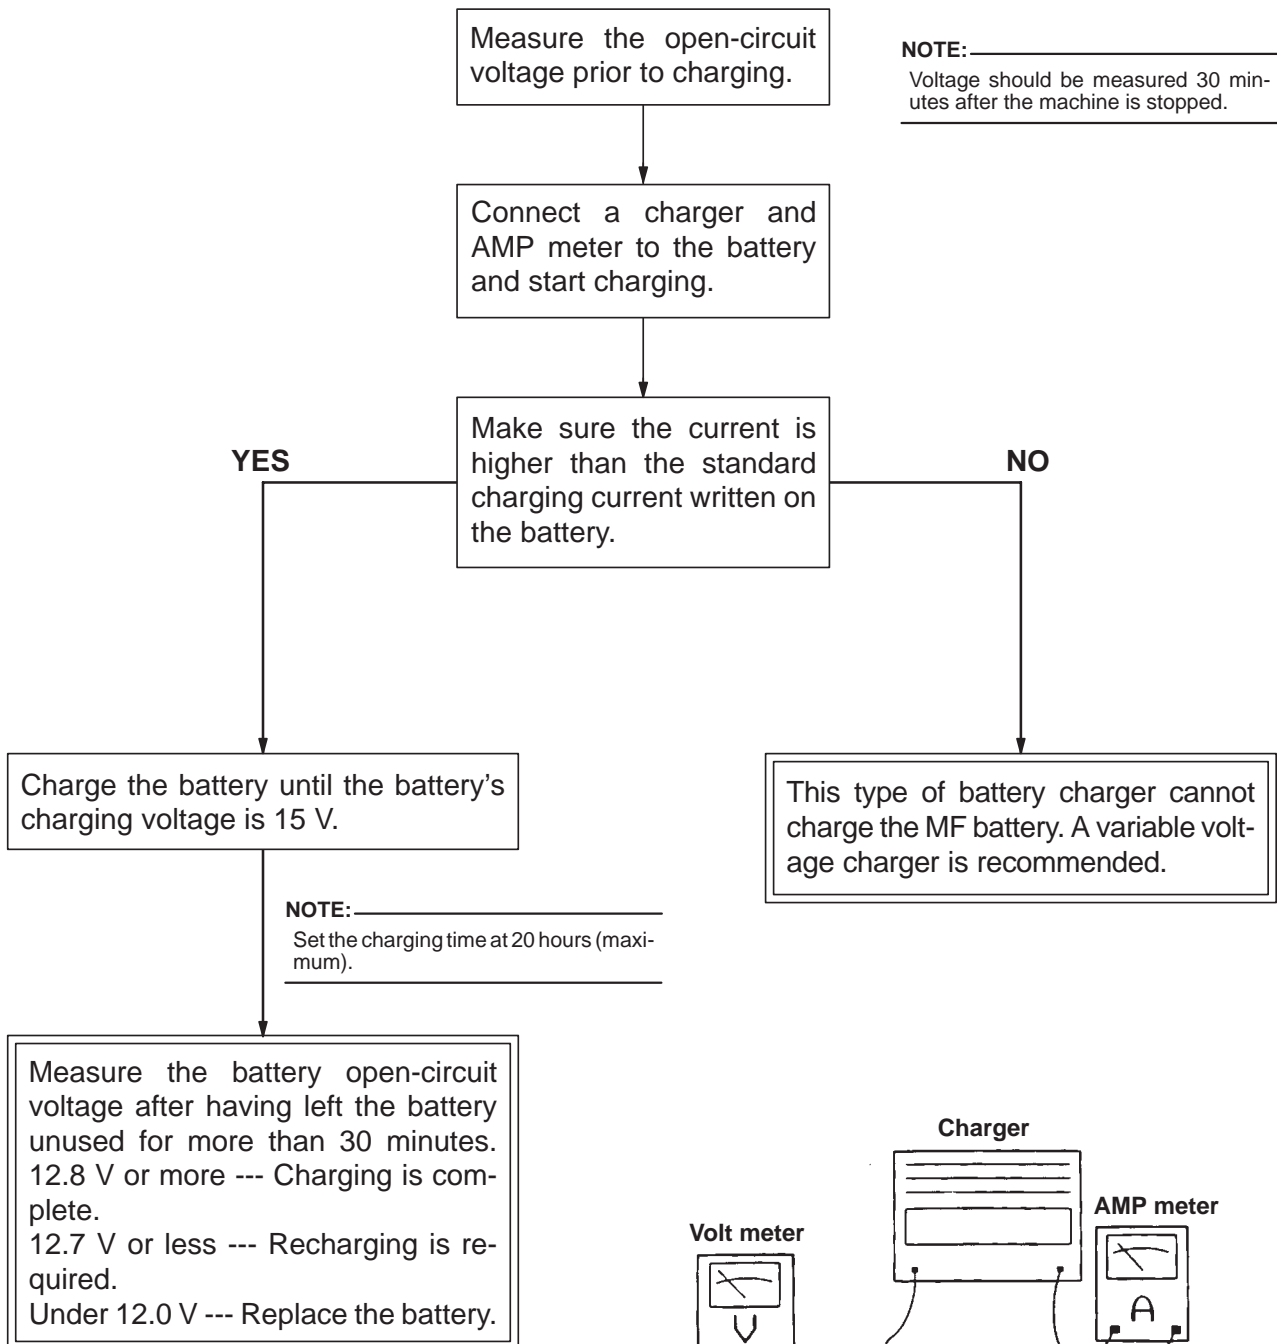 Measure the open-circuit
voltage prior to charging.
NOTE:
Voltage should be measured 30 min-
utes after the machine is stopped.
Connect a charger and
AMP meter to the battery
and start charging.
Make sure the current is
higher than the standard
charging current written on
the battery.
YES
NO
Charge the battery until the battery's
charging voltage is 15 V.
This type of battery charger cannot
charge the MF battery. A variable volt-
age charger is recommended.
NOTE:
Set the charging time at 20 hours (maxi-
mum).
Measure the battery open-circuit
voltage after having left the battery
unused for more than 30 minutes.
12.8 V or more --- Charging is com-
plete.
12.7 V or less --- Recharging is re-
quired.
Under 12.0 V --- Replace the battery.
Charger
AMP meter
Volt meter
V
A